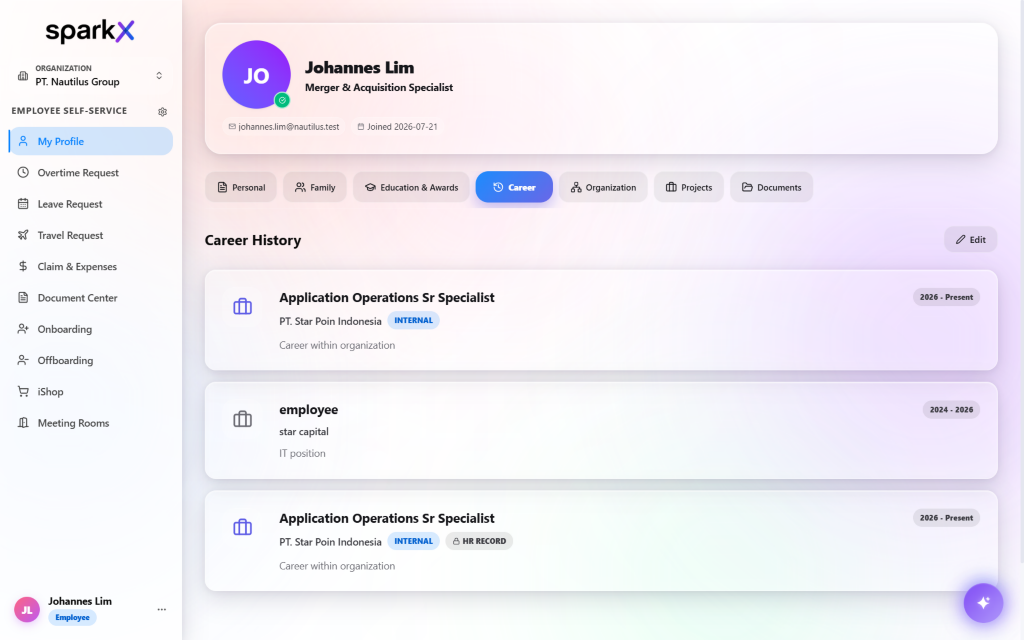 sparkX
ORGANIZATION
PT. Nautilus Group
EMPLOYEE SELF-SERVICE
My Profile
Overtime Request
Leave Request
Travel Request
Claim & Expenses
Document Center
Onboarding
Offboarding
iShop
Meeting Rooms
JL
Johannes Lim
Employee
JO
Johannes Lim
Merger & Acquisition Specialist
johannes.lim@nautilus.test
Joined 2026-07-21
Personal
Family
Education & Awards
Career
Organization
Projects
Documents
Career History
Edit
Application Operations Sr Specialist
2026 - Present
PT. Star Poin Indonesia
INTERNAL
Career within organization
employee
2024 - 2026
star capital
IT position
Application Operations Sr Specialist
2026 - Present
PT. Star Poin Indonesia
INTERNAL
HR RECORD
Career within organization